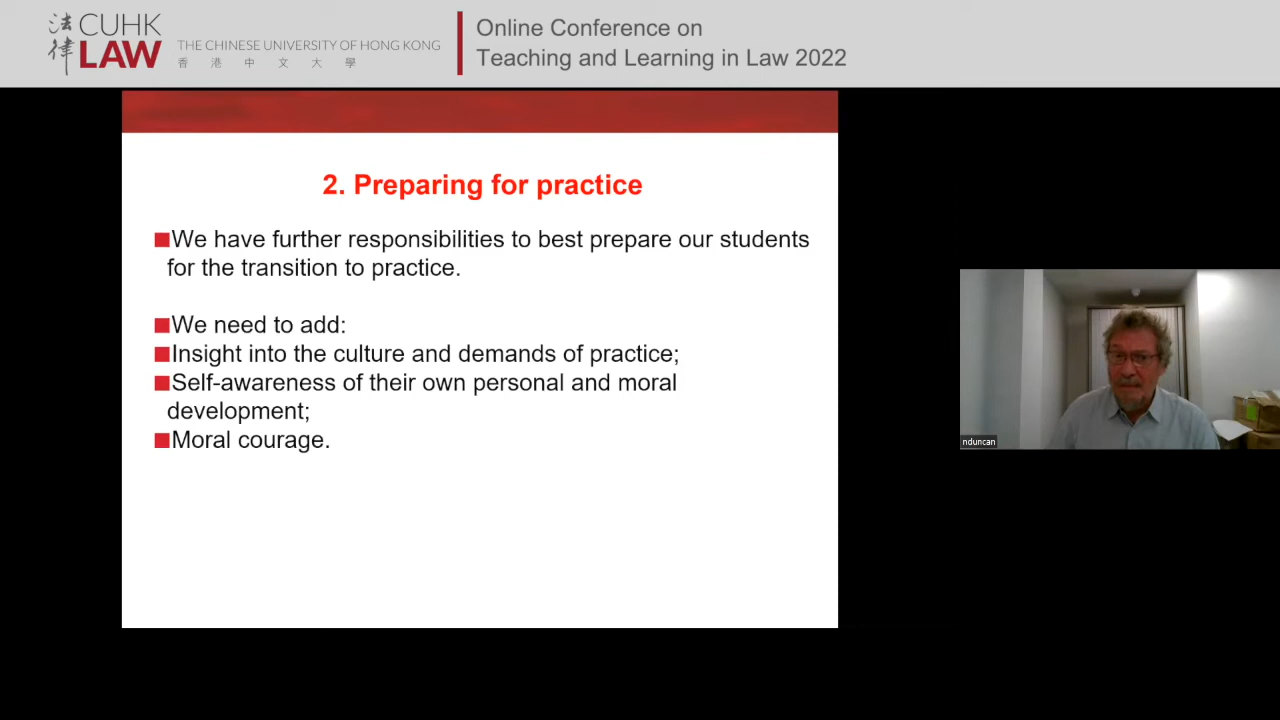 法律
CUHK
LAW
THE CHINESE UNIVERSITY OF HONG KONG
香港中文大學
Online Conference on
Teaching and Learning in Law 2022
2. Preparing for practice
We have further responsibilities to best prepare our students
for the transition to practice.
We need to add:
Insight into the culture and demands of practice;
Self-awareness of their own personal and moral
development;
Moral courage.
nduncan